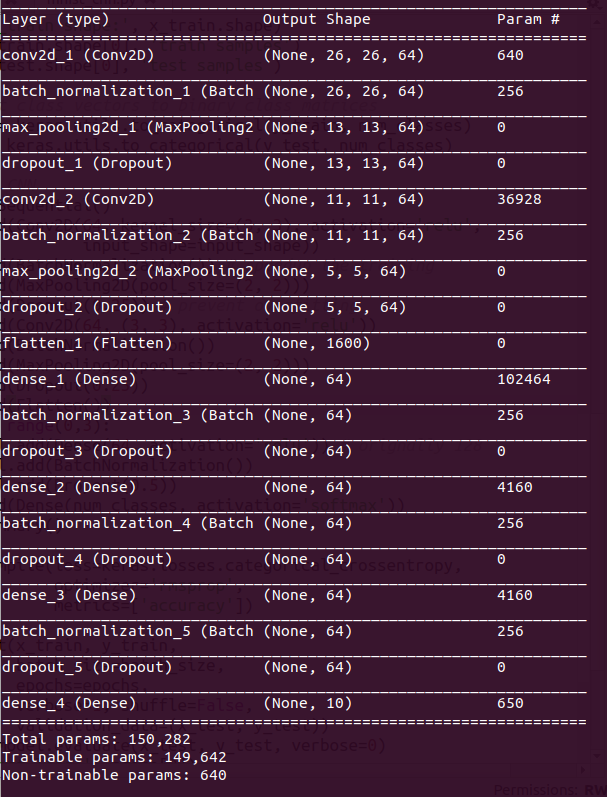 Layer (type) Output Shape Param #
=================================================================
conv2d_1 (Conv2D) (None, 26, 26, 64) 640
batch_normalization_1 (Batch (None, 26, 26, 64) 256
max_pooling2d_1 (MaxPooling2 (None, 13, 13, 64) 0
dropout_1 (Dropout) (None, 13, 13, 64) 0
conv2d_2 (Conv2D) (None, 11, 11, 64) 36928
batch_normalization_2 (Batch (None, 11, 11, 64) 256
max_pooling2d_2 (MaxPooling2 (None, 5, 5, 64) 0
dropout_2 (Dropout) (None, 5, 5, 64) 0
flatten_1 (Flatten) (None, 1600) 0
dense_1 (Dense) (None, 64) 102464
batch_normalization_3 (Batch (None, 64) 256
dropout_3 (Dropout) (None, 64) 0
dense_2 (Dense) (None, 64) 4160
batch_normalization_4 (Batch (None, 64) 256
dropout_4 (Dropout) (None, 64) 0
dense_3 (Dense) (None, 64) 4160
batch_normalization_5 (Batch (None, 64) 256
dropout_5 (Dropout) (None, 64) 0
dense_4 (Dense) (None, 10) 650
=================================================================
Total params: 150,282
Trainable params: 149,642
Non-trainable params: 640
Permissions: RW